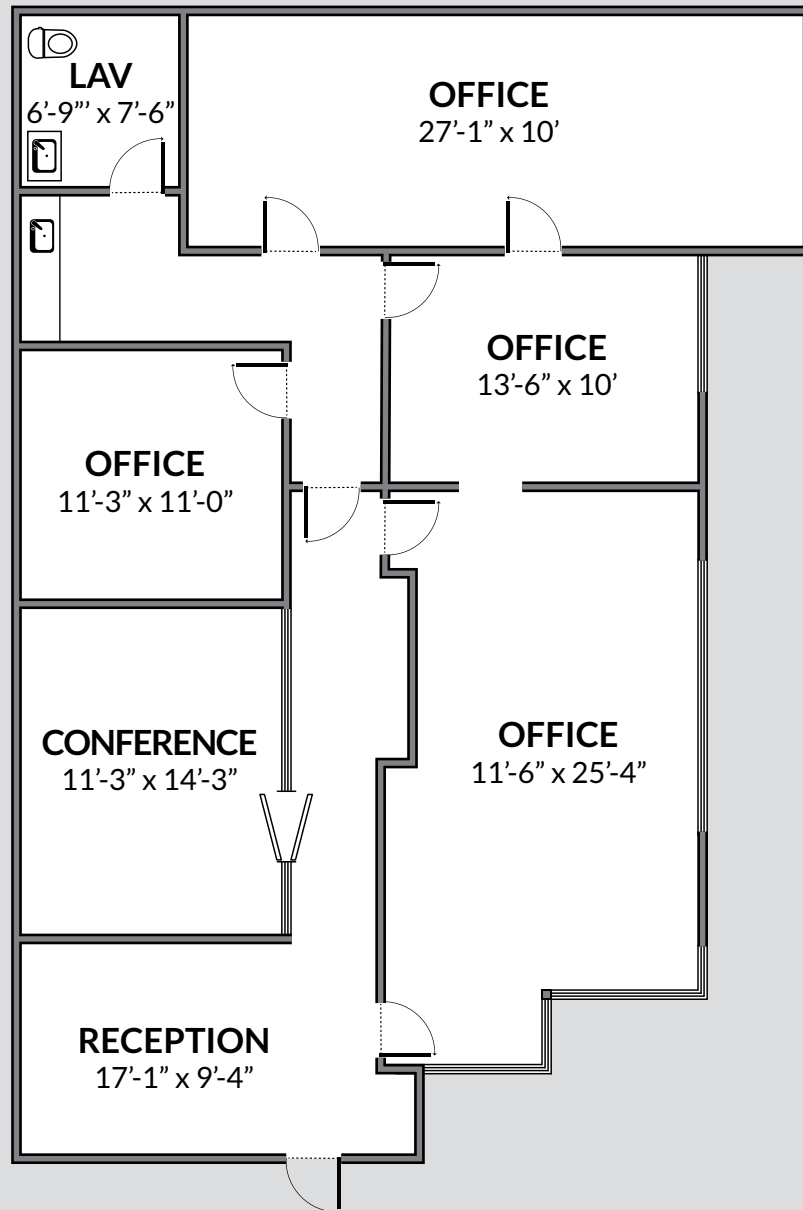 LAV
6’-9”’ x 7’-6”
OFFICE
27’-1” x 10’
OFFICE
13’-6” x 10’
OFFICE
11’-3” x 11’-0”
CONFERENCE
11’-3” x 14’-3”
OFFICE
11’-6” x 25’-4”
RECEPTION
17’-1” x 9’-4”